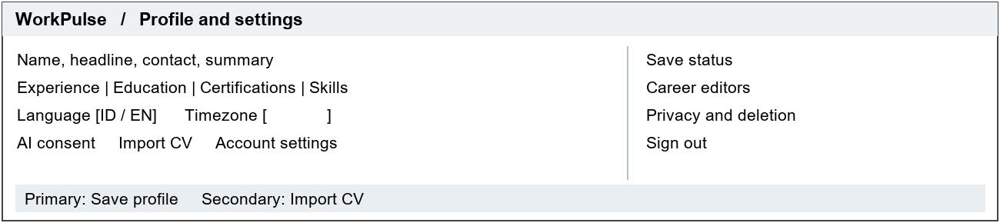 WorkPulse / Profile and settings
Name, headline, contact, summary
Experience | Education | Certifications | Skills
Language [ID / EN] Timezone [ ]
AI consent Import CV Account settings
Save status
Career editors
Privacy and deletion
Sign out
Primary: Save profile Secondary: Import CV